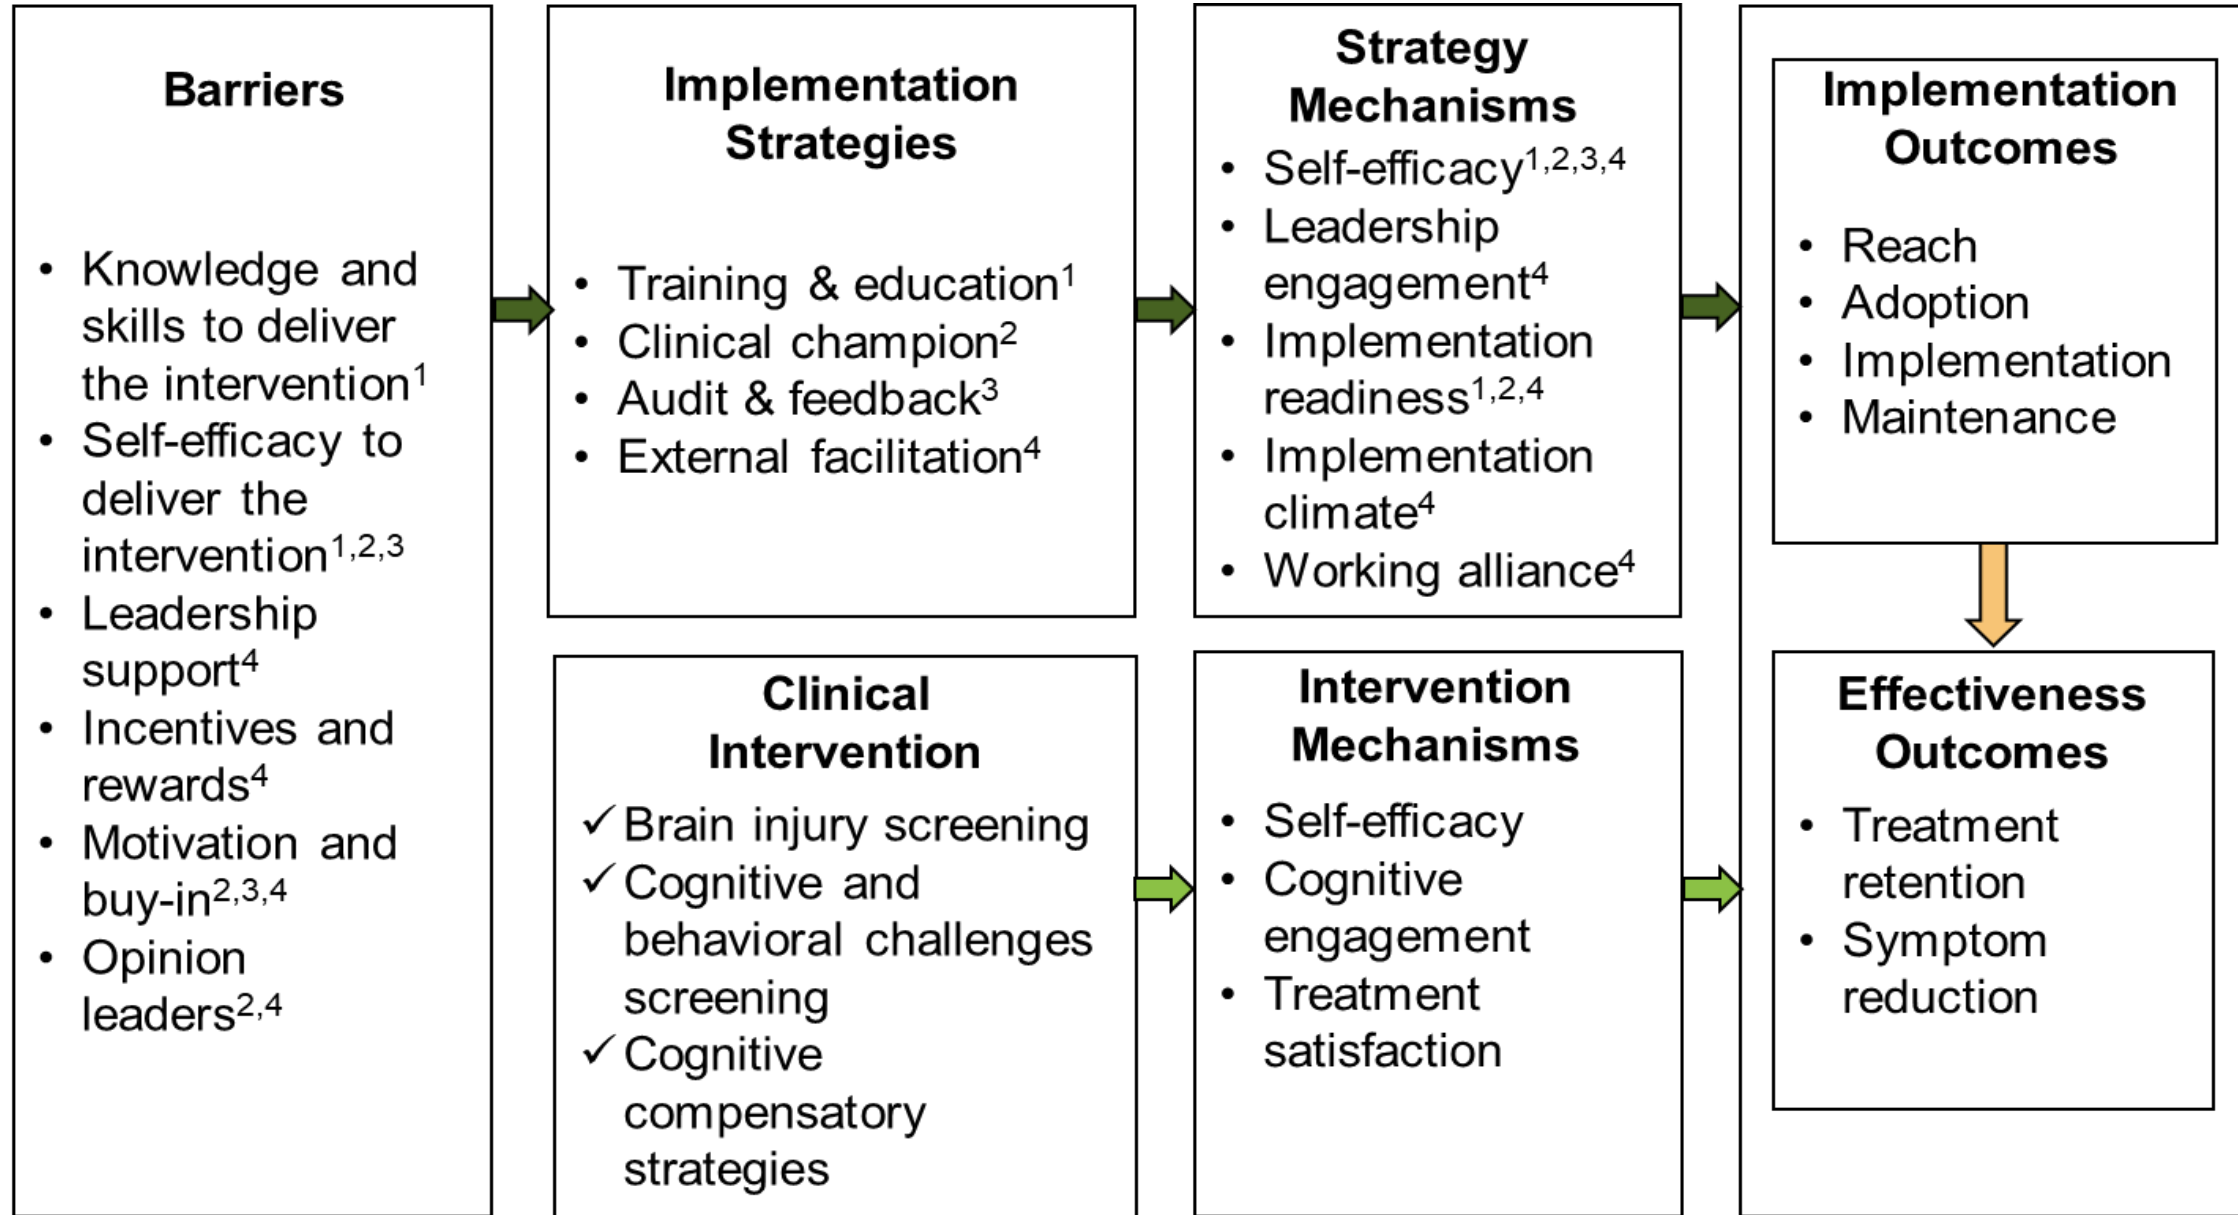 Barriers
• Knowledge and
skills to deliver
the intervention¹
• Self-efficacy to
deliver the
intervention¹,²,³
• Leadership
support⁴
• Incentives and
rewards⁴
• Motivation and
buy-in²,³,⁴
• Opinion
leaders²,⁴
Implementation
Strategies
• Training & education¹
• Clinical champion²
• Audit & feedback³
• External facilitation⁴
Clinical
Intervention
✓ Brain injury screening
✓ Cognitive and
behavioral challenges
screening
✓ Cognitive
compensatory
strategies
Strategy
Mechanisms
• Self-efficacy¹,²,³,⁴
• Leadership
engagement⁴
• Implementation
readiness¹,²,⁴
• Implementation
climate⁴
• Working alliance⁴
Intervention
Mechanisms
• Self-efficacy
• Cognitive
engagement
• Treatment
satisfaction
Implementation
Outcomes
• Reach
• Adoption
• Implementation
• Maintenance
Effectiveness
Outcomes
• Treatment
retention
• Symptom
reduction